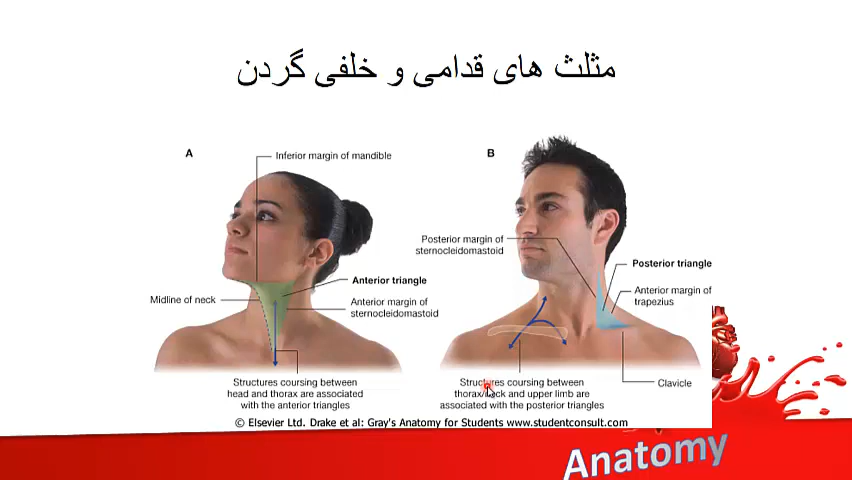 مثلث های قدامی و خلفی گردن
A
Inferior margin of mandible
Anterior triangle
Midline of neck
Anterior margin of
sternocleidomastoid
Structures coursing between
head and thorax are associated
with the anterior triangles
B
Posterior margin of
sternocleidomastoid
Posterior triangle
Anterior margin of
trapezius
Clavicle
Structures coursing between
thorax/neck and upper limb are
associated with the posterior triangles
© Elsevier Ltd. Drake et al: Gray's Anatomy for Students www.studentconsult.com
Anatomy